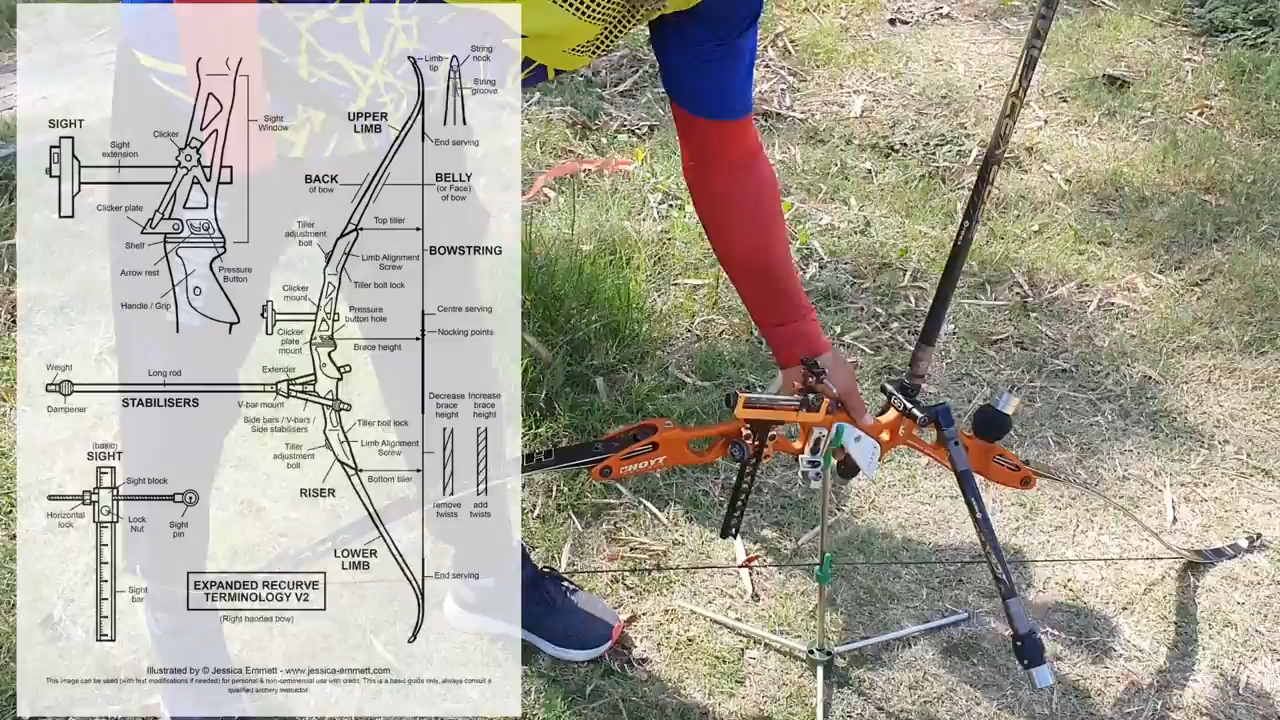 SIGHT
Sight
extension
Clicker
Sight
Window
Clicker plate
Shelf
Arrow rest
Pressure
Button
Handle / Grip
Limb
tip
String
nock
String
groove
UPPER
LIMB
End serving
BACK
of bow
BELLY
(or Face)
of bow
Top tiller
Tiller
adjustment
bolt
BOWSTRING
Limb Alignment
Screw
Tiller bolt lock
Clicker
mount
Pressure
button hole
Centre serving
Nocking points
Clicker
plate
mount
Brace height
Weight
Long rod
Extender
Dampener
STABILISERS
V-bar mount
Side bars / V-bars /
Side stabilisers
Decrease
brace
height
Increase
brace
height
Tiller bolt lock
Tiller
adjustment
bolt
Limb Alignment
Screw
Bottom tiller
RISER
remove
twists
add
twists
(basic)
SIGHT
Sight block
Horizontal
lock
Lock
Nut
Sight
pin
Sight
bar
LOWER
LIMB
End serving
EXPANDED RECURVE
TERMINOLOGY V2
(Right handed bow)
Illustrated by © Jessica Emmett - www.jessica-emmett.com
This image can be used (with text modifications if needed) for personal & non-commercial use with credit. This is a basic guide only, always consult a
qualified archery instructor.
HOYT